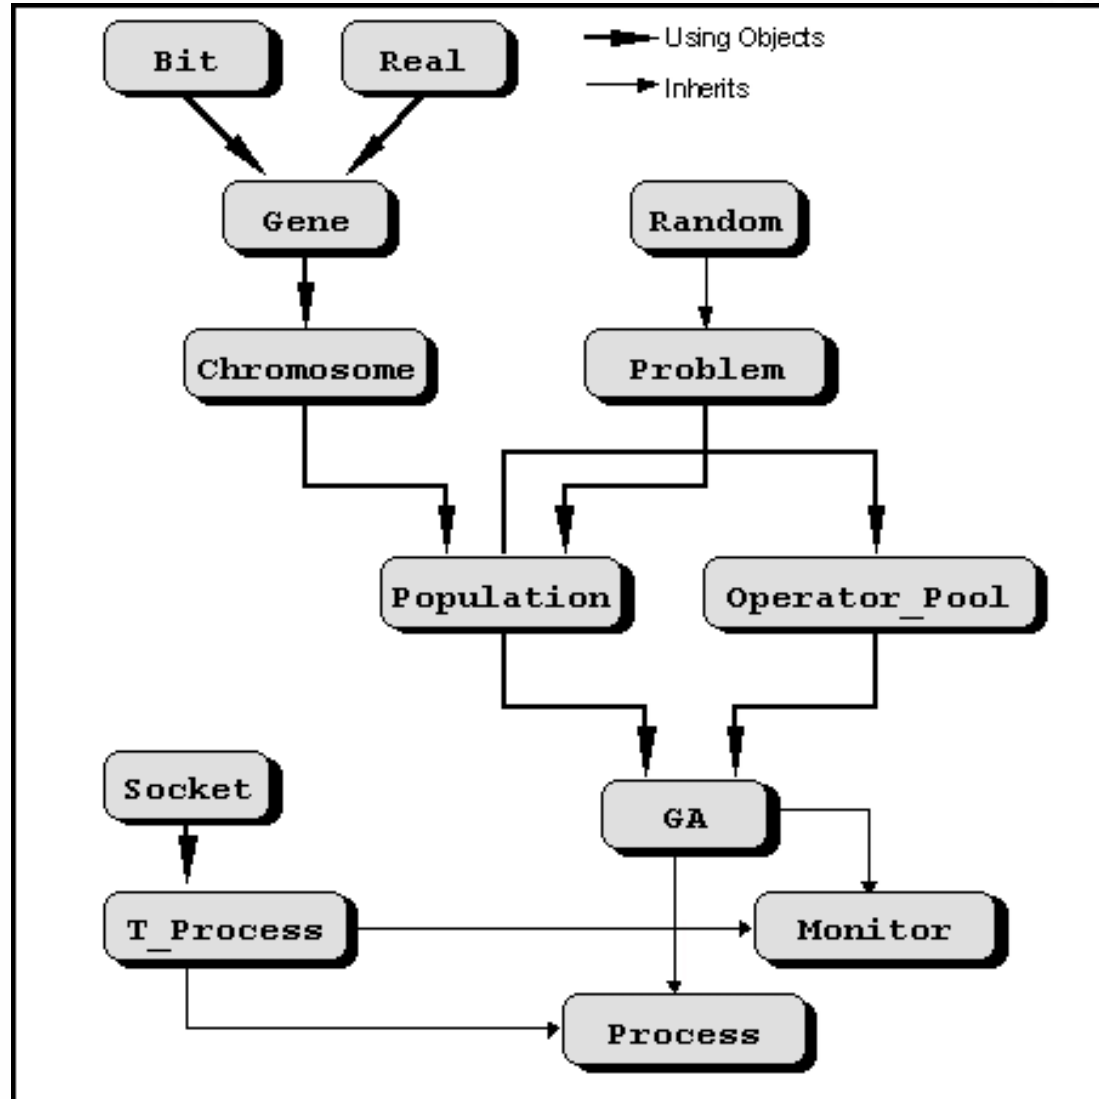 Bit
Real
Using Objects
Inherits
Gene
Random
Chromosome
Problem
Population
Operator_Pool
Socket
GA
T_Process
Monitor
Process